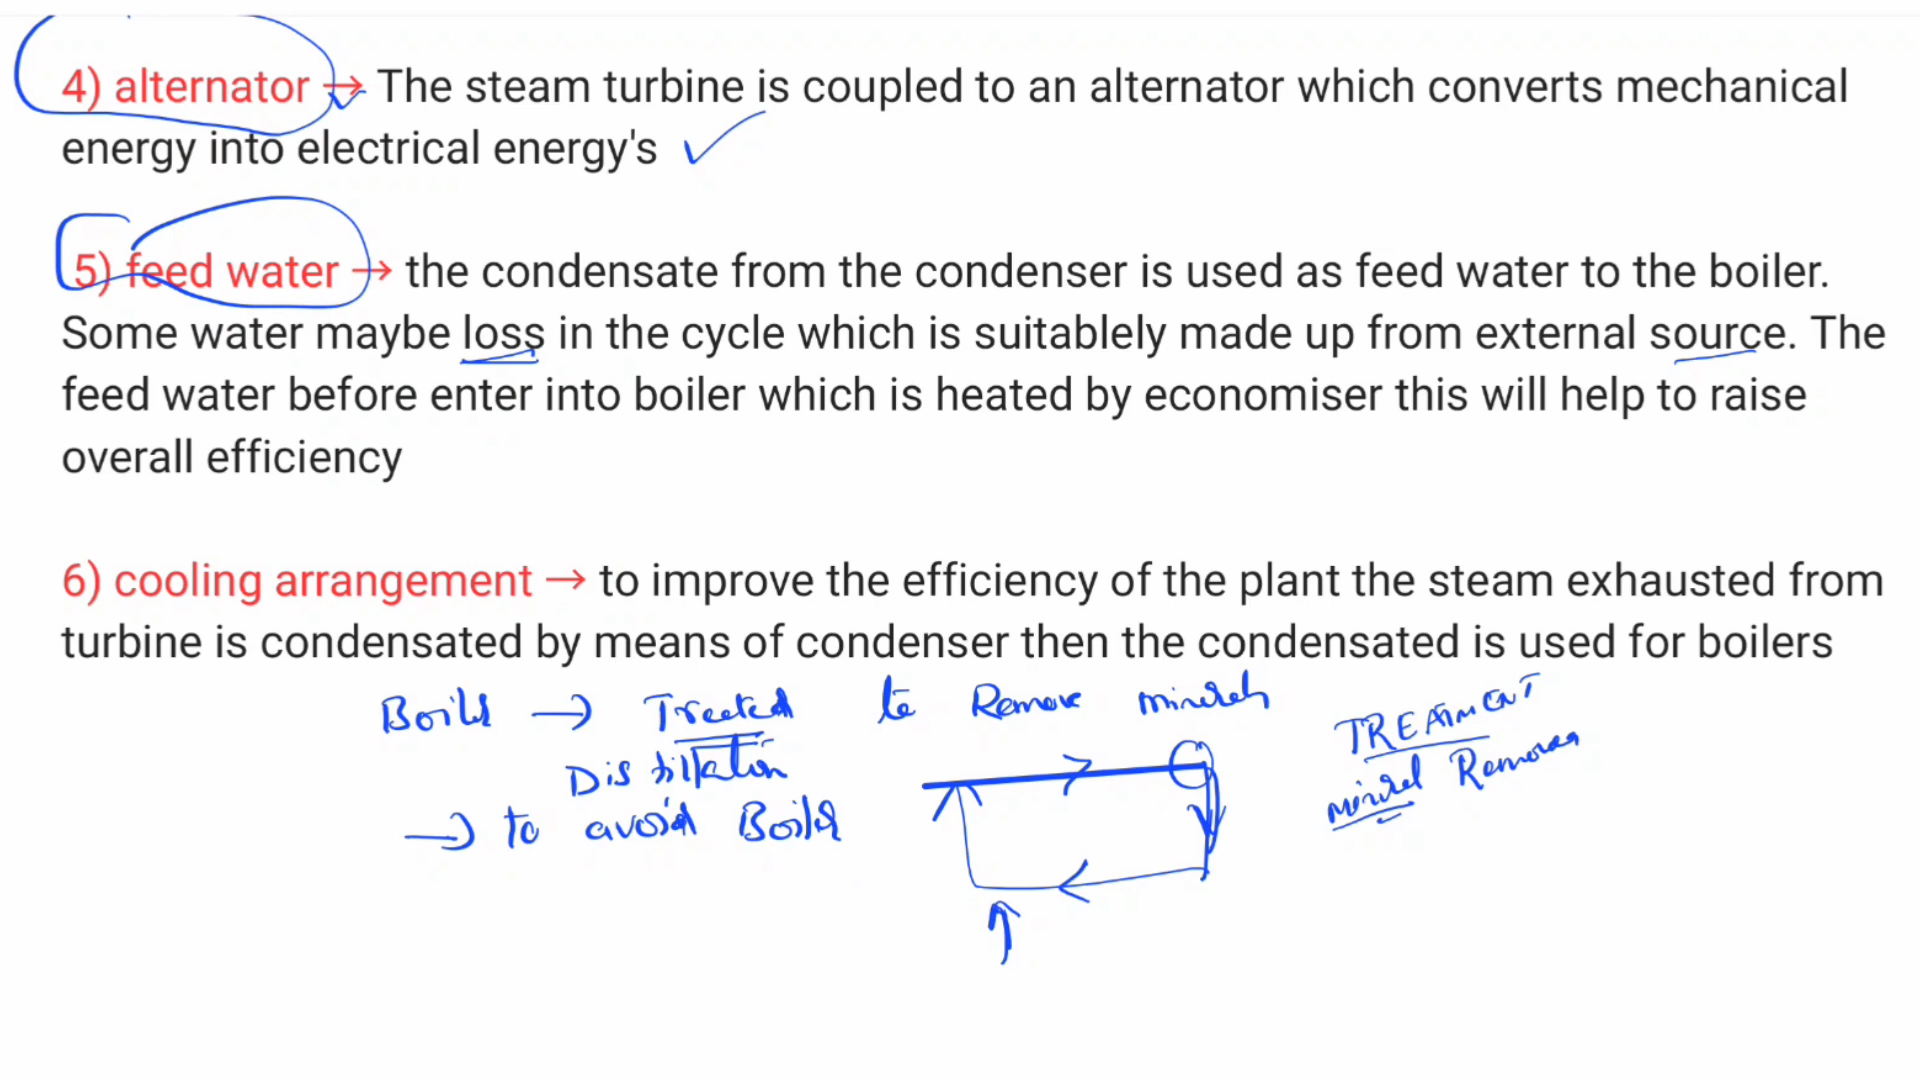 4) alternator → The steam turbine is coupled to an alternator which converts mechanical
energy into electrical energy's
5) feed water → the condensate from the condenser is used as feed water to the boiler.
Some water maybe loss in the cycle which is suitablely made up from external source. The
feed water before enter into boiler which is heated by economiser this will help to raise
overall efficiency
6) cooling arrangement → to improve the efficiency of the plant the steam exhausted from
turbine is condensated by means of condenser then the condensated is used for boilers
→ Treated to Remove
Distillation
→ to avoid
TREATMENT